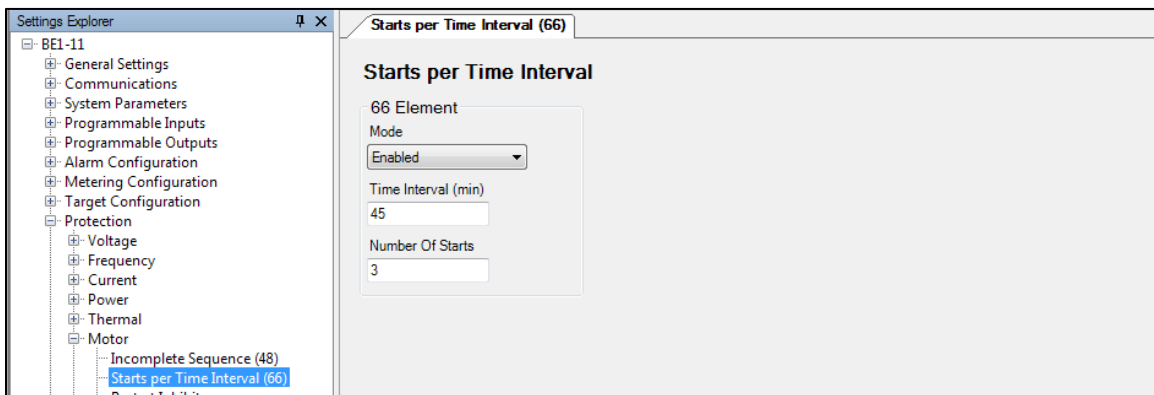 Settings Explorer
BE1-11
General Settings
Communications
System Parameters
Programmable Inputs
Programmable Outputs
Alarm Configuration
Metering Configuration
Target Configuration
Protection
Voltage
Frequency
Current
Power
Thermal
Motor
Incomplete Sequence (48)
Starts per Time Interval (66)
Starts per Time Interval (66)
Starts per Time Interval
66 Element
Mode
Enabled
Time Interval (min)
45
Number Of Starts
3